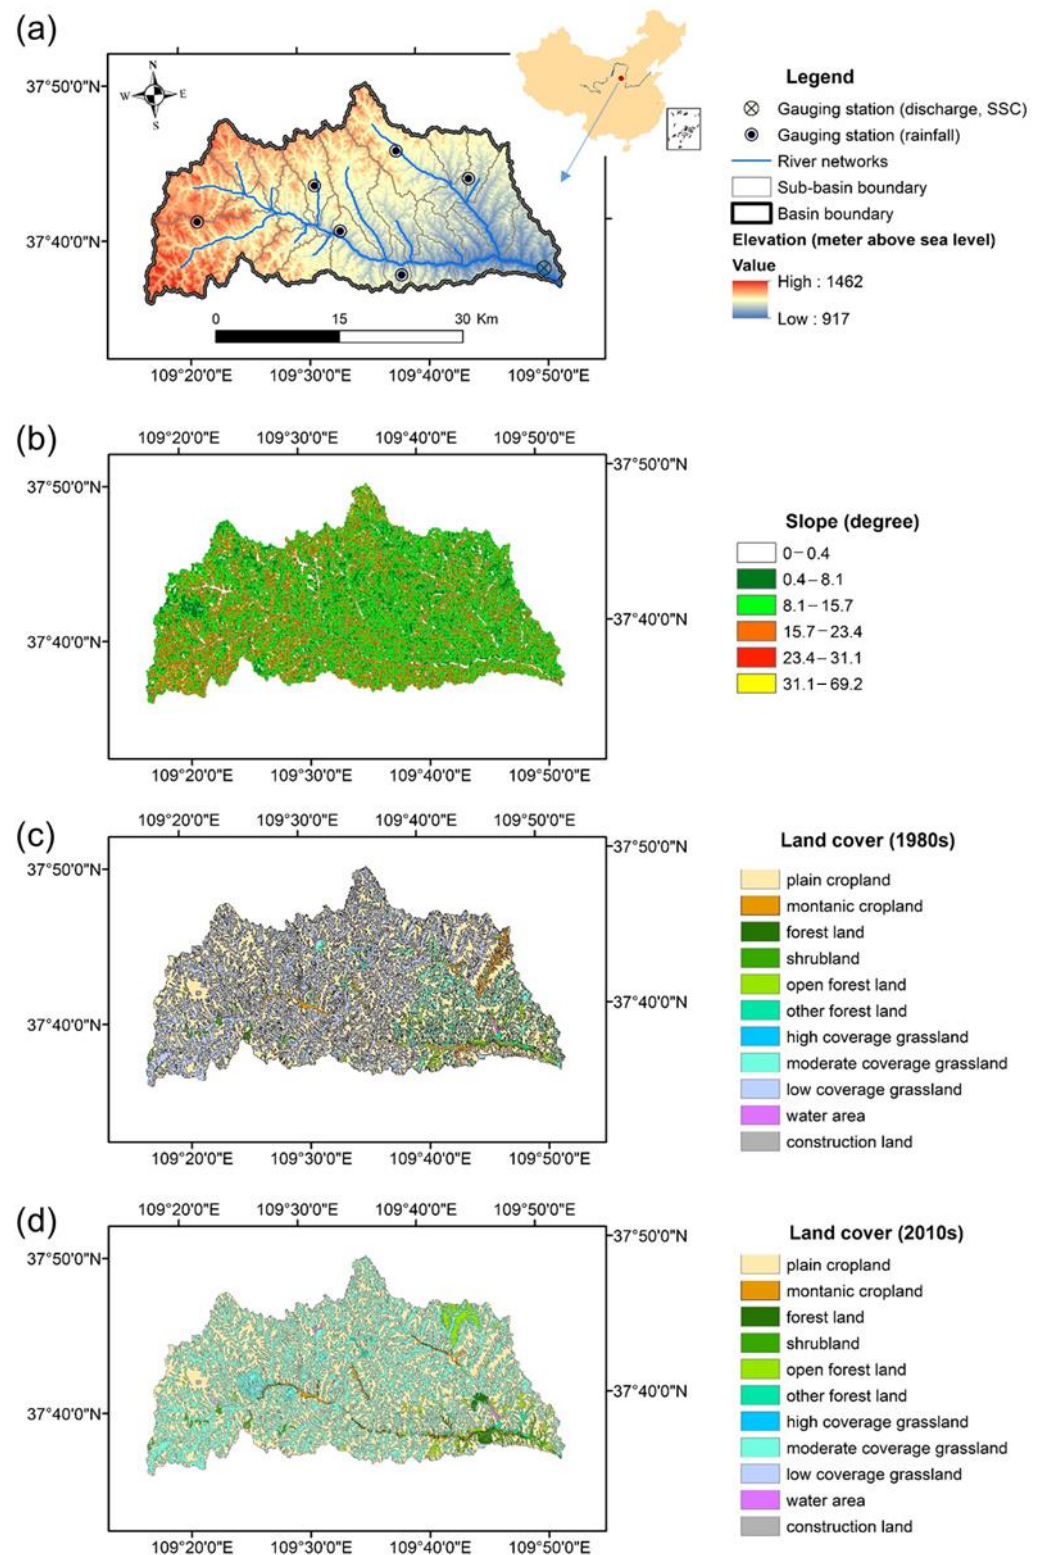 (a)
N
W E
S
37°50'0"N
37°40'0"N
0 15 30 Km
109°20'0"E 109°30'0"E 109°40'0"E 109°50'0"E
Legend
Gauging station (discharge, SSC)
Gauging station (rainfall)
River networks
Sub-basin boundary
Basin boundary
Elevation (meter above sea level)
Value
High : 1462
Low : 917
(b)
109°20'0"E 109°30'0"E 109°40'0"E 109°50'0"E
37°50'0"N 37°50'0"N
37°40'0"N 37°40'0"N
109°20'0"E 109°30'0"E 109°40'0"E 109°50'0"E
Slope (degree)
0–0.4
0.4–8.1
8.1–15.7
15.7–23.4
23.4–31.1
31.1–69.2
(c)
109°20'0"E 109°30'0"E 109°40'0"E 109°50'0"E
37°50'0"N 37°50'0"N
37°40'0"N 37°40'0"N
109°20'0"E 109°30'0"E 109°40'0"E 109°50'0"E
Land cover (1980s)
plain cropland
montanic cropland
forest land
shrubland
open forest land
other forest land
high coverage grassland
moderate coverage grassland
low coverage grassland
water area
construction land
(d)
109°20'0"E 109°30'0"E 109°40'0"E 109°50'0"E
37°50'0"N 37°50'0"N
37°40'0"N 37°40'0"N
109°20'0"E 109°30'0"E 109°40'0"E 109°50'0"E
Land cover (2010s)
plain cropland
montanic cropland
forest land
shrubland
open forest land
other forest land
high coverage grassland
moderate coverage grassland
low coverage grassland
water area
construction land